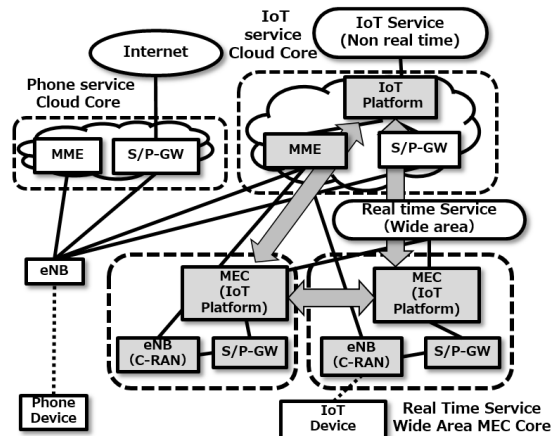 IoT
service
Cloud Core
IoT Service
(Non real time)
Internet
Phone service
Cloud Core
IoT
Platform
MME
S/P-GW
MME
S/P-GW
Real time Service
(Wide area)
eNB
MEC
(IoT
Platform)
MEC
(IoT
Platform)
eNB
(C-RAN)
S/P-GW
eNB
(C-RAN)
S/P-GW
Phone
Device
IoT
Device
Real Time Service
Wide Area MEC Core